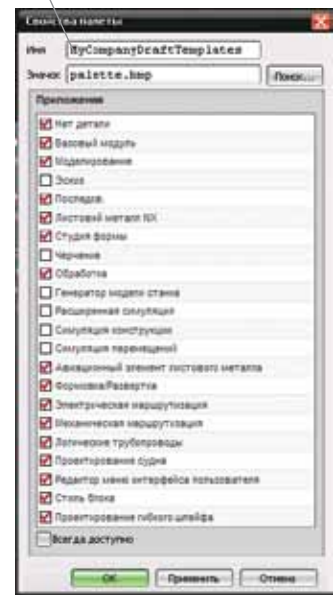 Свойства палетты
Имя MyCompanyDraftTemplates
Значок palette.bmp Поиск...
Приложения
Нет детали
Базовый модуль
Моделирование
Эскиз
Последов.
Листовой металл NX
Студия формы
Черчение
Обработка
Генератор модели станка
Расширенная симуляция
Симуляция конструкции
Симуляция перемещений
Авиационный элемент листового металла
Формовка/Развертка
Электрическая маршрутизация
Механическая маршрутизация
Логические трубопроводы
Проектирование судна
Редактор меню интерфейса пользователя
Стиль блока
Проектирование гибкого шлейфа
Всегда доступно
OK Применить Отмена